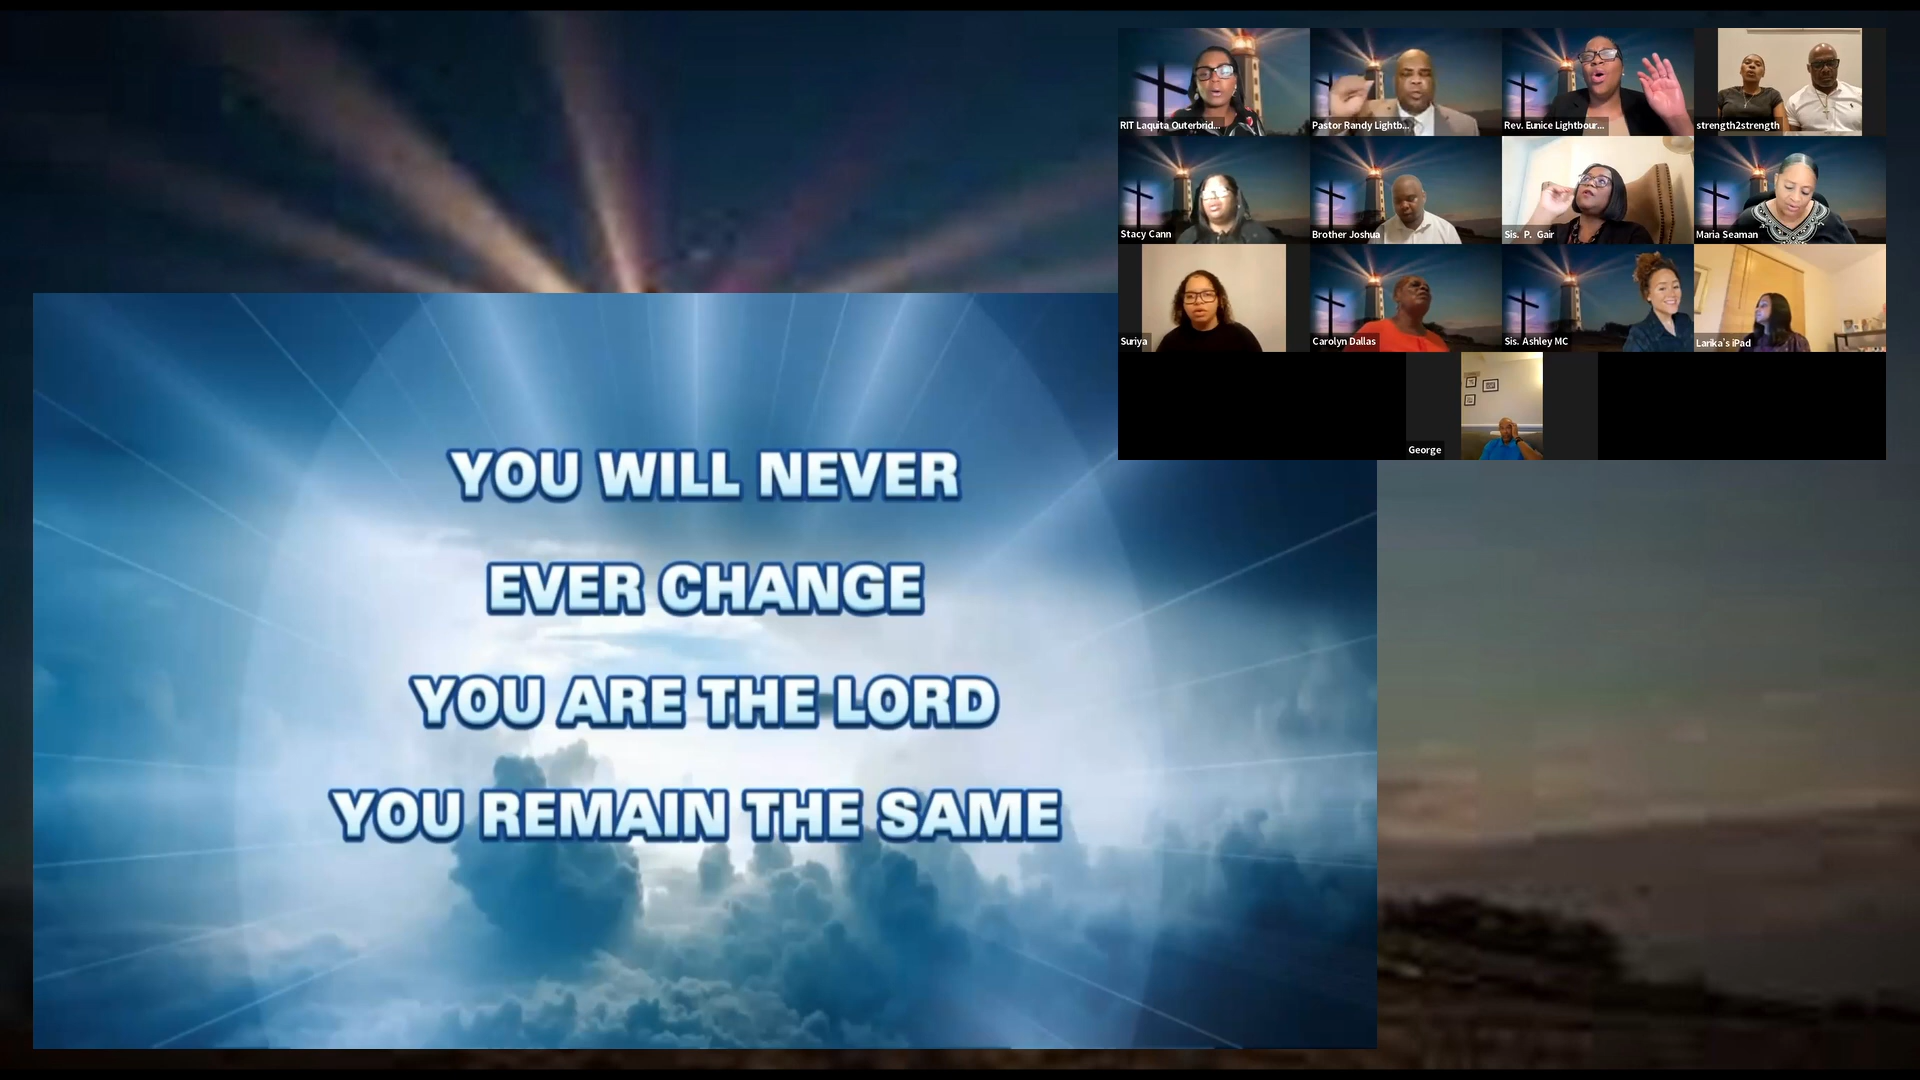 RIT Laquita Outerbrid...
Pastor Randy Lightb...
Rev. Eunice Lightbour...
strength2strength
Stacy Cann
Brother Joshua
Sis. P. Gair
Maria Seaman
Suriya
Carolyn Dallas
Sis. Ashley MC
Larika's iPad
George
YOU WILL NEVER
EVER CHANGE
YOU ARE THE LORD
YOU REMAIN THE SAME